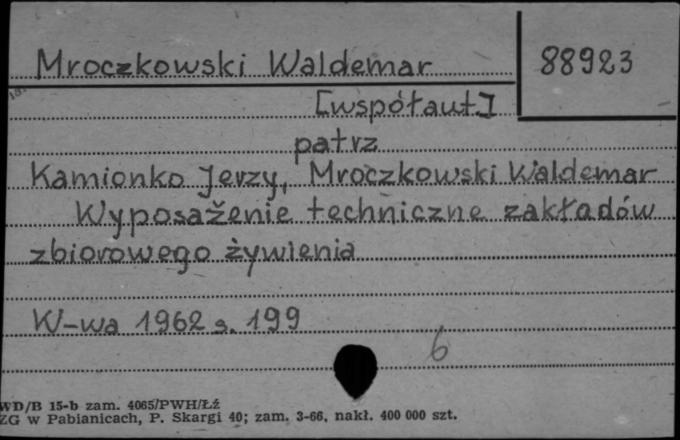 Mroczkowski Waldemar 88923
[współaut]
patrz
Kamionko Jerzy, Mroczkowski Waldemar
Wyposażenie techniczne zakładów
zbiorowego żywienia
W-wa 1962 s. 199
6
WD/B 15-b zam. 4065/PWH/Łź
ZG w Pabianicach, P. Skargi 40; zam. 3-66, nakł. 400 000 szt.